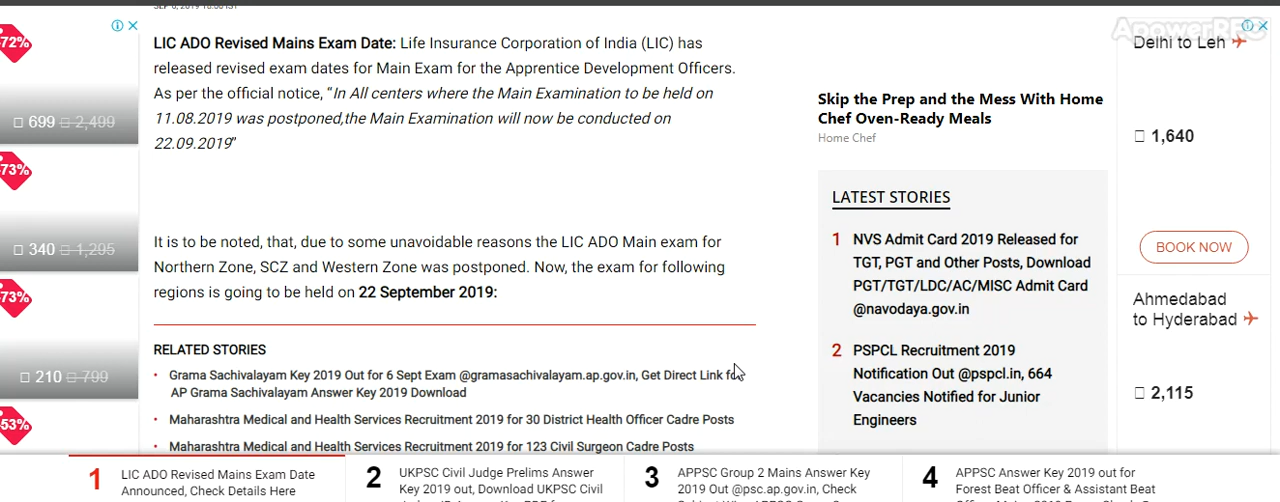 -72%
699 2,499
-73%
340 1,295
-73%
210 799
-53%
LIC ADO Revised Mains Exam Date: Life Insurance Corporation of India (LIC) has
released revised exam dates for Main Exam for the Apprentice Development Officers.
As per the official notice, “In All centers where the Main Examination to be held on
11.08.2019 was postponed,the Main Examination will now be conducted on
22.09.2019”
It is to be noted, that, due to some unavoidable reasons the LIC ADO Main exam for
Northern Zone, SCZ and Western Zone was postponed. Now, the exam for following
regions is going to be held on 22 September 2019:
RELATED STORIES
• Grama Sachivalayam Key 2019 Out for 6 Sept Exam @gramasachivalayam.ap.gov.in, Get Direct Link for
AP Grama Sachivalayam Answer Key 2019 Download
• Maharashtra Medical and Health Services Recruitment 2019 for 30 District Health Officer Cadre Posts
• Maharashtra Medical and Health Services Recruitment 2019 for 123 Civil Surgeon Cadre Posts
Skip the Prep and the Mess With Home
Chef Oven-Ready Meals
Home Chef
LATEST STORIES
1 NVS Admit Card 2019 Released for
TGT, PGT and Other Posts, Download
PGT/TGT/LDC/AC/MISC Admit Card
@navodaya.gov.in
2 PSPCL Recruitment 2019
Notification Out @pspcl.in, 664
Vacancies Notified for Junior
Engineers
Delhi to Leh
1,640
BOOK NOW
Ahmedabad
to Hyderabad
2,115
1 LIC ADO Revised Mains Exam Date
Announced, Check Details Here
2 UKPSC Civil Judge Prelims Answer
Key 2019 out, Download UKPSC Civil
3 APPSC Group 2 Mains Answer Key
2019 Out @psc.ap.gov.in, Check
4 APPSC Answer Key 2019 out for
Forest Beat Officer & Assistant Beat